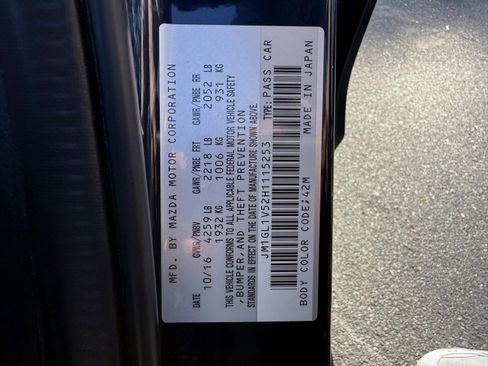 MFD. BY MAZDA MOTOR CORPORATION
DATE GVWR/PNBV GAWR/PNBE FRT GAWR/PNBE RR
10/16 4259 LB 2218 LB 2052 LB
1932 KG 1006 KG 931 KG
THIS VEHICLE CONFORMS TO ALL APPLICABLE FEDERAL MOTOR VEHICLE SAFETY
,BUMPER,AND THEFT PREVENTION
STANDARDS IN EFFECT ON THE DATE OF MANUFACTURE SHOWN ABOVE.
JM1GL1V52H1115253 TYPE:PASS CAR
BODY COLOR CODE;42M MADE IN JAPAN